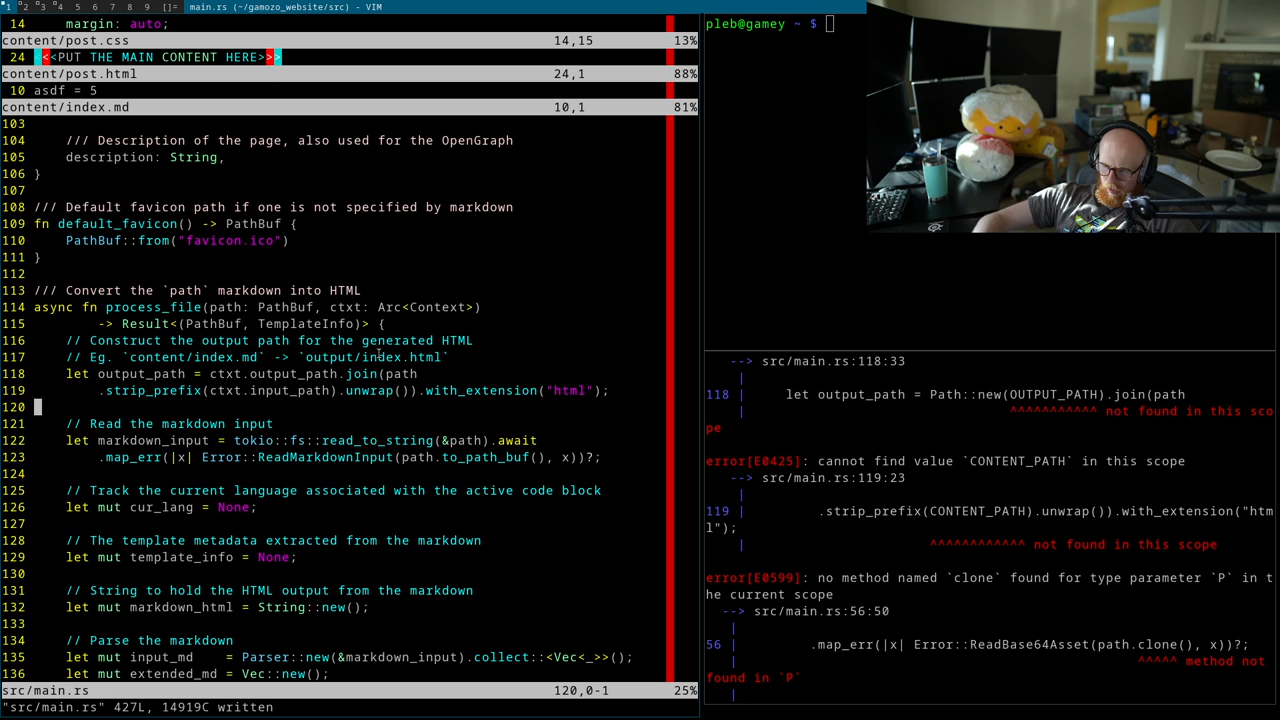 1 2 3 4 5 6 7 8 9 []= main.rs (~/gamozo_website/src) - VIM
14 margin: auto;
content/post.css 14,15 13%
24 <<<PUT THE MAIN CONTENT HERE>>>
content/post.html 24,1 88%
10 asdf = 5
content/index.md 10,1 81%
103
104 /// Description of the page, also used for the OpenGraph
105 description: String,
106 }
107
108 /// Default favicon path if one is not specified by markdown
109 fn default_favicon() -> PathBuf {
110 PathBuf::from("favicon.ico")
111 }
112
113 /// Convert the `path` markdown into HTML
114 async fn process_file(path: PathBuf, ctxt: Arc<Context>)
115 -> Result<(PathBuf, TemplateInfo)> {
116 // Construct the output path for the generated HTML
117 // Eg. `content/index.md` -> `output/index.html`
118 let output_path = ctxt.output_path.join(path
119 .strip_prefix(ctxt.input_path).unwrap()).with_extension("html");
120
121 // Read the markdown input
122 let markdown_input = tokio::fs::read_to_string(&path).await
123 .map_err(|x| Error::ReadMarkdownInput(path.to_path_buf(), x))?;
124
125 // Track the current language associated with the active code block
126 let mut cur_lang = None;
127
128 // The template metadata extracted from the markdown
129 let mut template_info = None;
130
131 // String to hold the HTML output from the markdown
132 let mut markdown_html = String::new();
133
134 // Parse the markdown
135 let mut input_md = Parser::new(&markdown_input).collect::<Vec<_>>();
136 let mut extended_md = Vec::new();
src/main.rs 120,0-1 25%
"src/main.rs" 427L, 14919C written
pleb@gamey ~ $
--> src/main.rs:118:33
|
118 | let output_path = Path::new(OUTPUT_PATH).join(path
| ^^^^^^^^^^^ not found in this sco
pe
error[E0425]: cannot find value `CONTENT_PATH` in this scope
--> src/main.rs:119:23
|
119 | .strip_prefix(CONTENT_PATH).unwrap()).with_extension("htm
l");
| ^^^^^^^^^^^^ not found in this scope
error[E0599]: no method named `clone` found for type parameter `P` in t
he current scope
--> src/main.rs:56:50
|
56 | .map_err(|x| Error::ReadBase64Asset(path.clone(), x))?;
| ^^^^^ method not
found in `P`
|